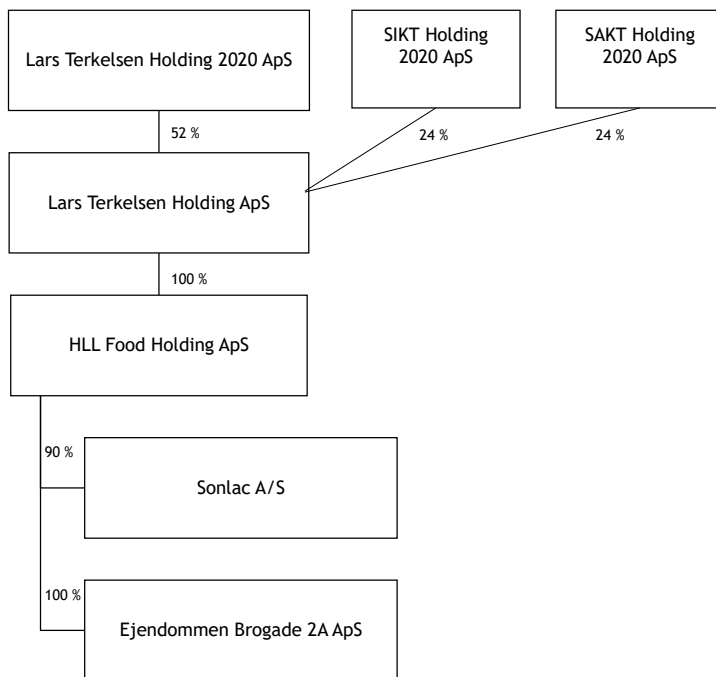 Lars Terkelsen Holding 2020 ApS
SIKT Holding
2020 ApS
SAKT Holding
2020 ApS
52 %
24 %
24 %
Lars Terkelsen Holding ApS
100 %
HLL Food Holding ApS
90 %
Sonlac A/S
100 %
Ejendommen Brogade 2A ApS